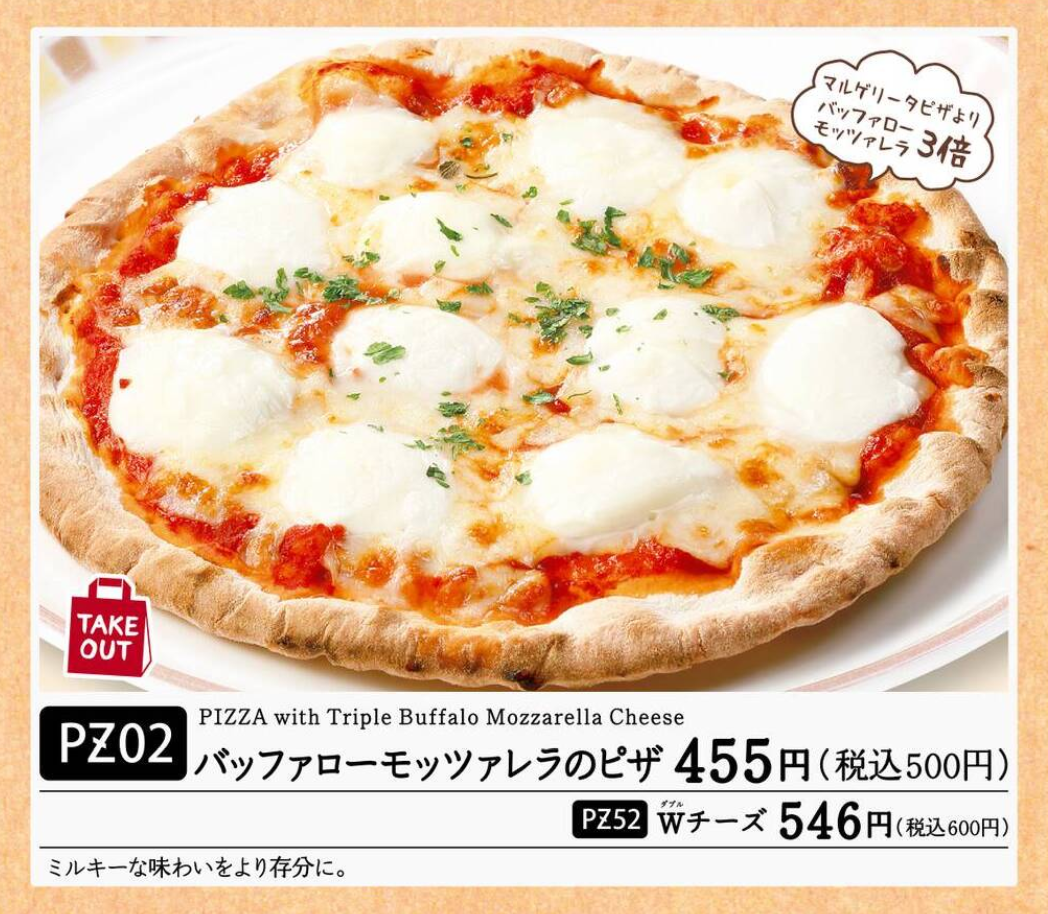 マルゲリータピザより
バッファロー
モッツァレラ 3倍
TAKE
OUT
PZ02
PIZZA with Triple Buffalo Mozzarella Cheese
バッファローモッツァレラのピザ 455円(税込500円)
PZ52 Wチーズ 546円(税込600円)
ダブル
ミルキーな味わいをより存分に。